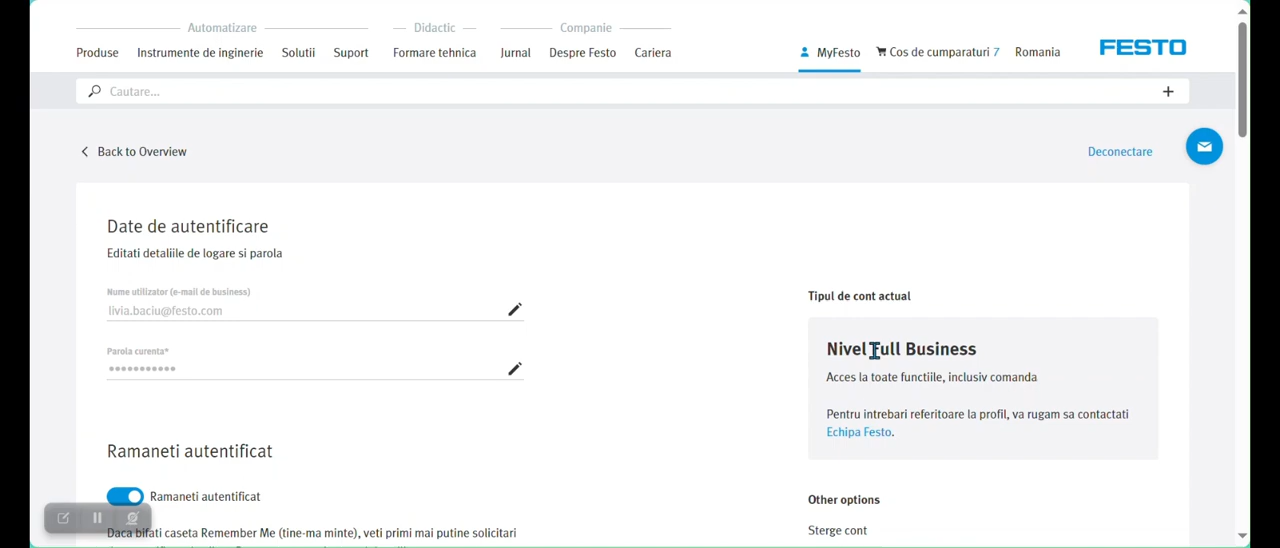 Automatizare Didactic Companie
Produse Instrumente de inginerie Solutii Suport Formare tehnica Jurnal Despre Festo Cariera MyFesto Cos de cumparaturi 7 Romania FESTO
Cautare...
Back to Overview Deconectare
Date de autentificare
Editati detaliile de logare si parola
Nume utilizator (e-mail de business)
livia.baciu@festo.com
Parola curenta*
Tipul de cont actual
Nivel Full Business
Acces la toate functiile, inclusiv comanda
Pentru intrebari referitoare la profil, va rugam sa contactati
Echipa Festo.
Ramaneti autentificat
Ramaneti autentificat
Daca bifati caseta Remember Me (tine-ma minte), veti primi mai putine solicitari
Other options
Sterge cont